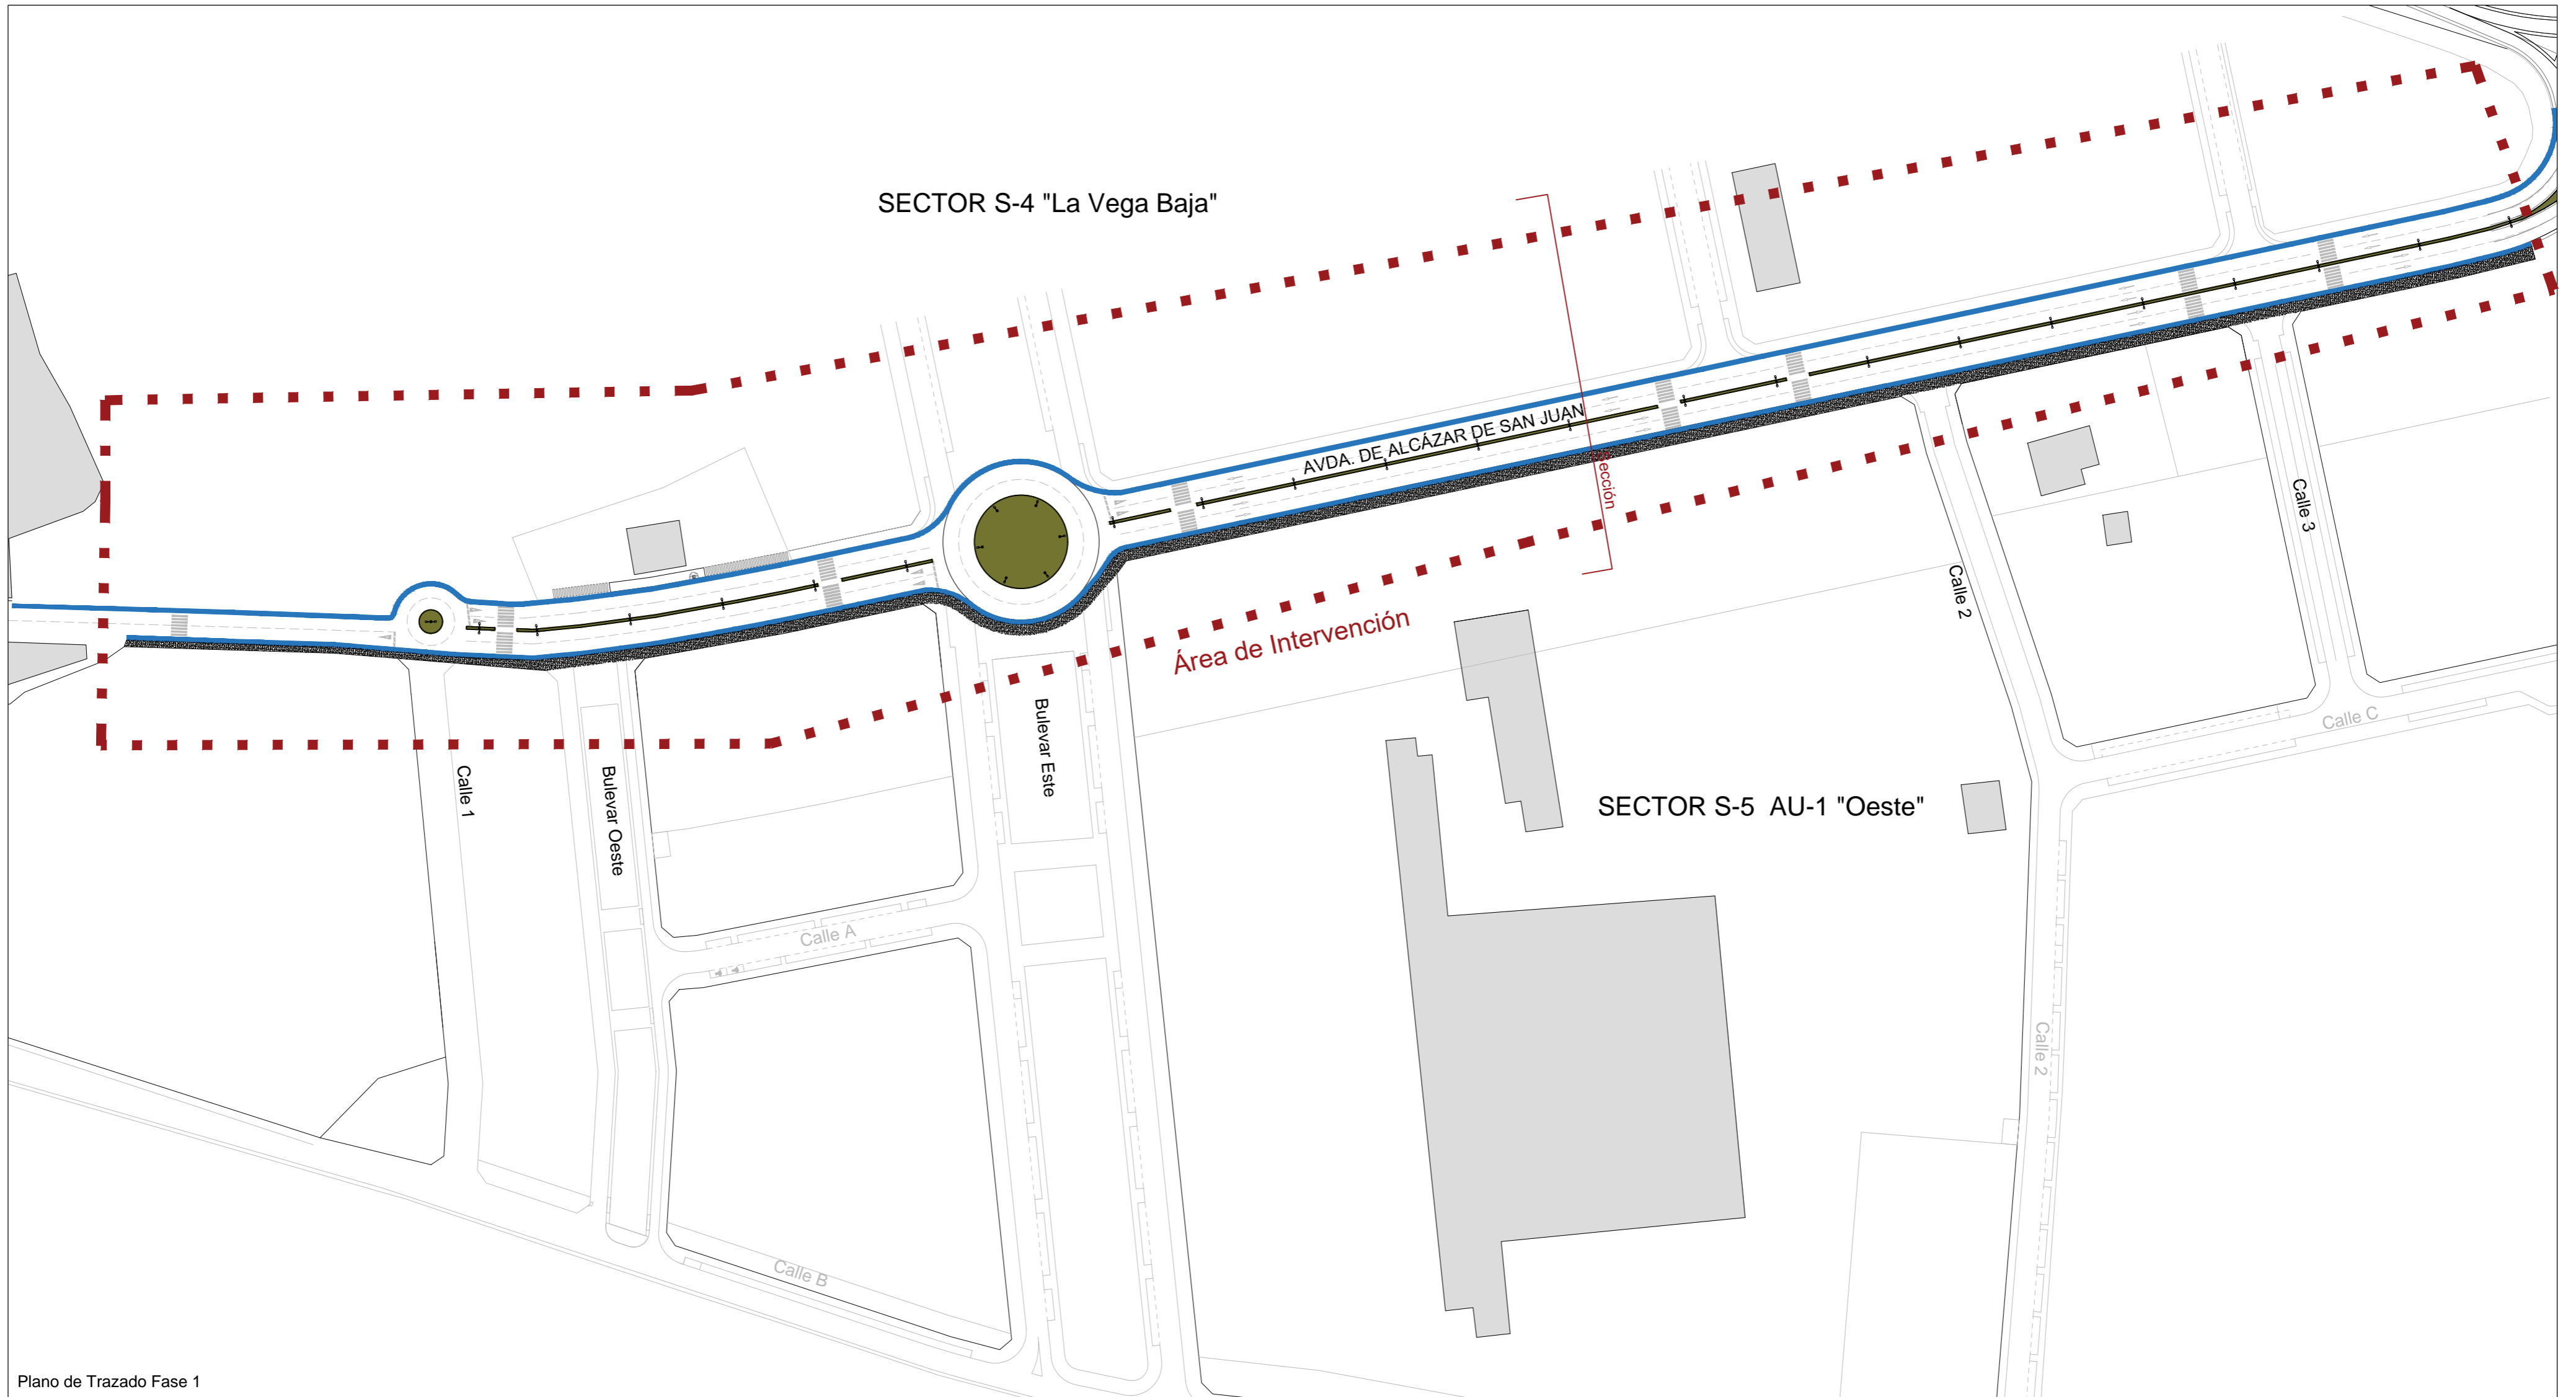 SECTOR S-4 "La Vega Baja"
AVDA. DE ALCÁZAR DE SAN JUAN
Sección
Calle 3
Calle 2
Área de Intervención
Bulevar Este
Calle C
Calle 1
Bulevar Oeste
SECTOR S-5 AU-1 "Oeste"
Calle A
Calle 2
Calle B
Plano de Trazado Fase 1